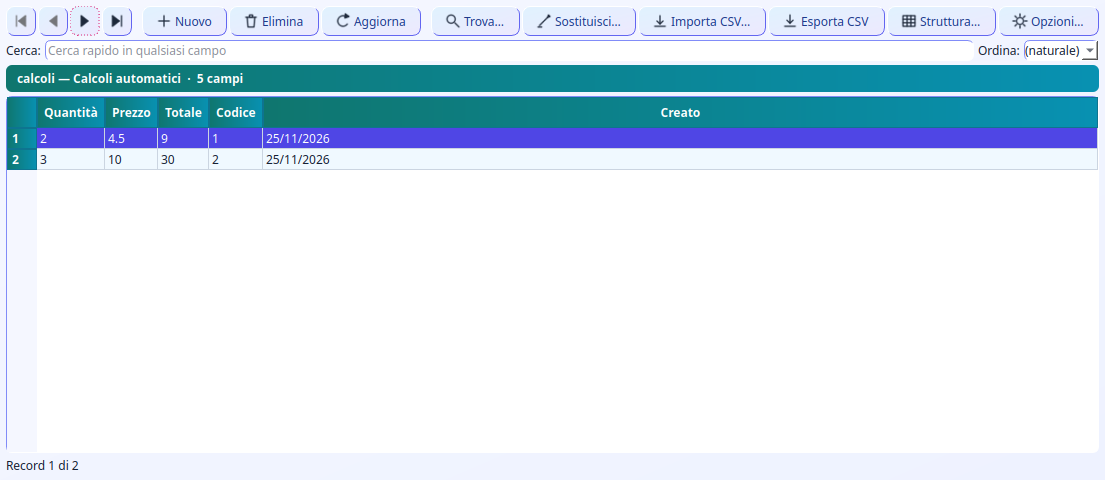 Nuovo Elimina Aggiorna Trova... Sostituisci... Importa CSV... Esporta CSV Struttura... Opzioni...
Cerca: Cerca rapido in qualsiasi campo Ordina: (naturale)
calcoli — Calcoli automatici · 5 campi
Quantità Prezzo Totale Codice Creato
1 2 4.5 9 1 25/11/2026
2 3 10 30 2 25/11/2026
Record 1 di 2